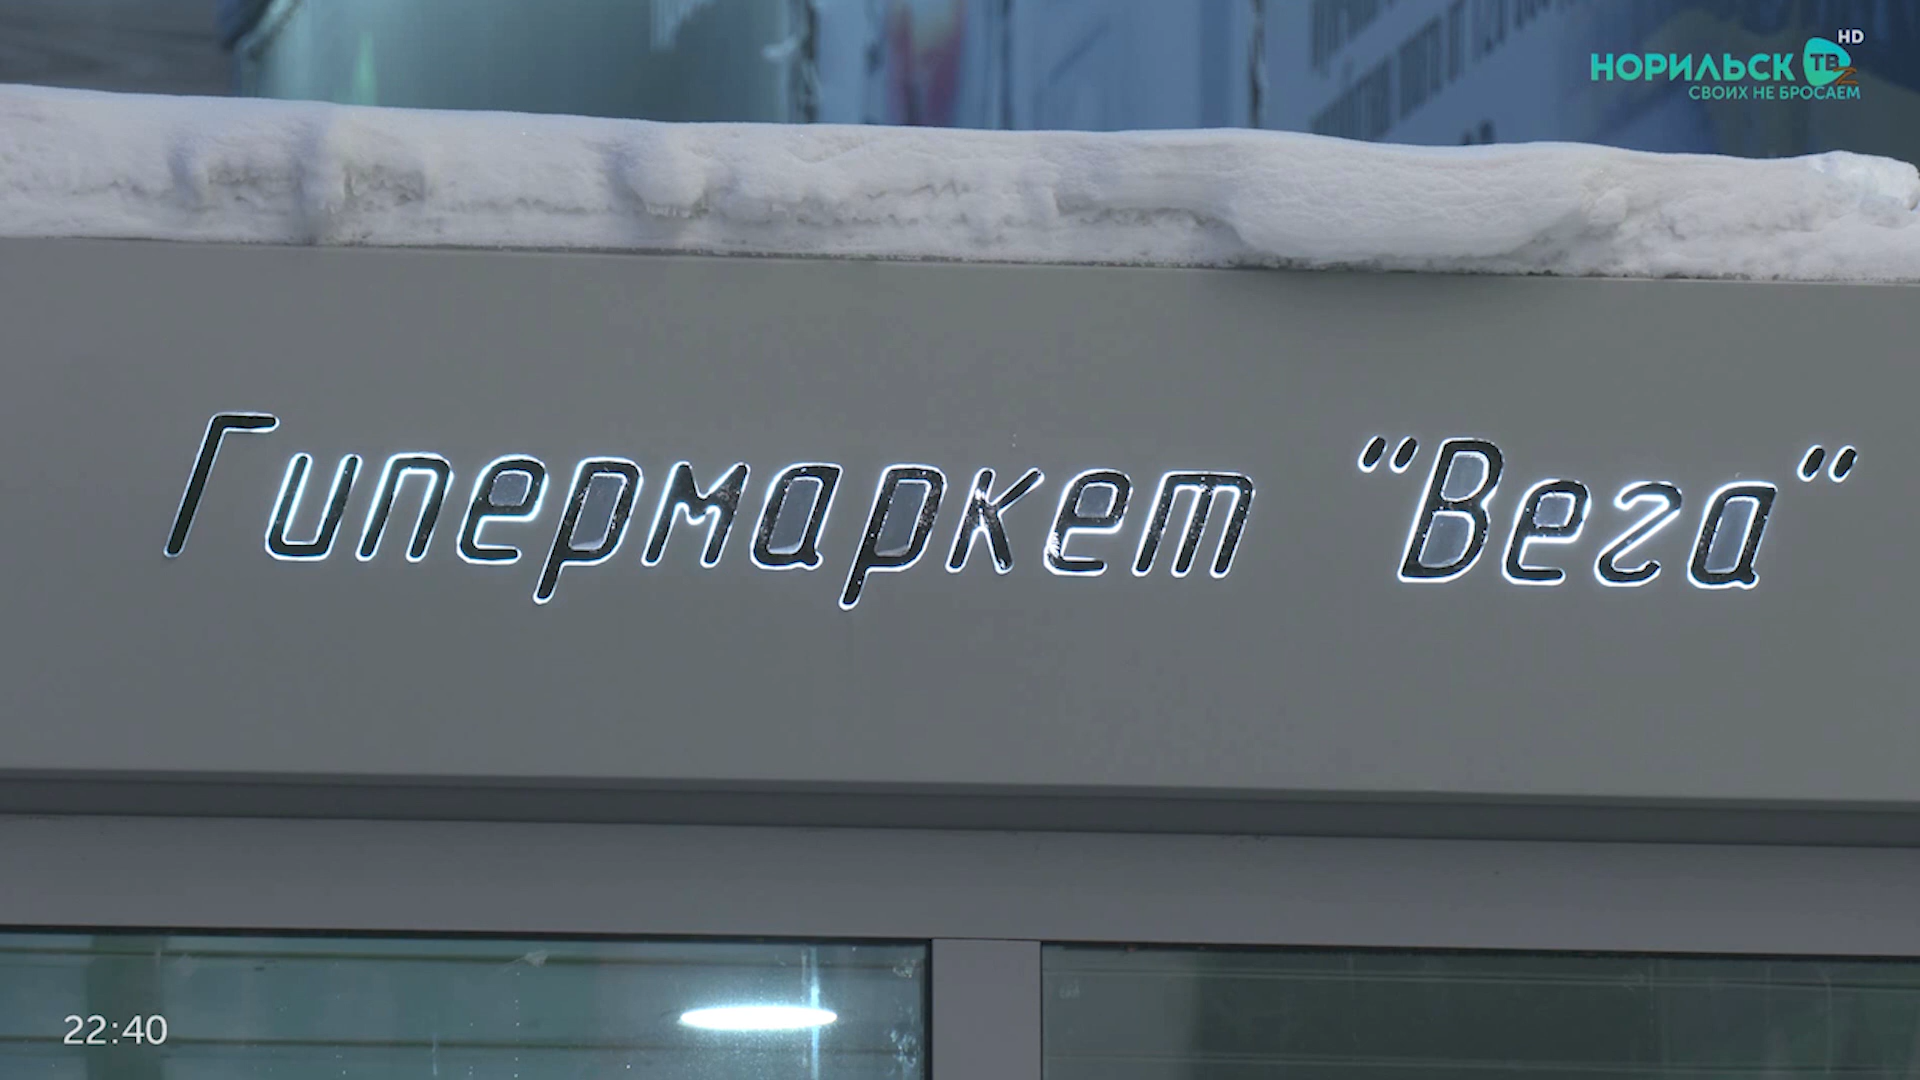 HD
НОРИЛЬСК ТВ
СВОИХ НЕ БРОСАЕМ
Гипермаркет “Вега“
22:40